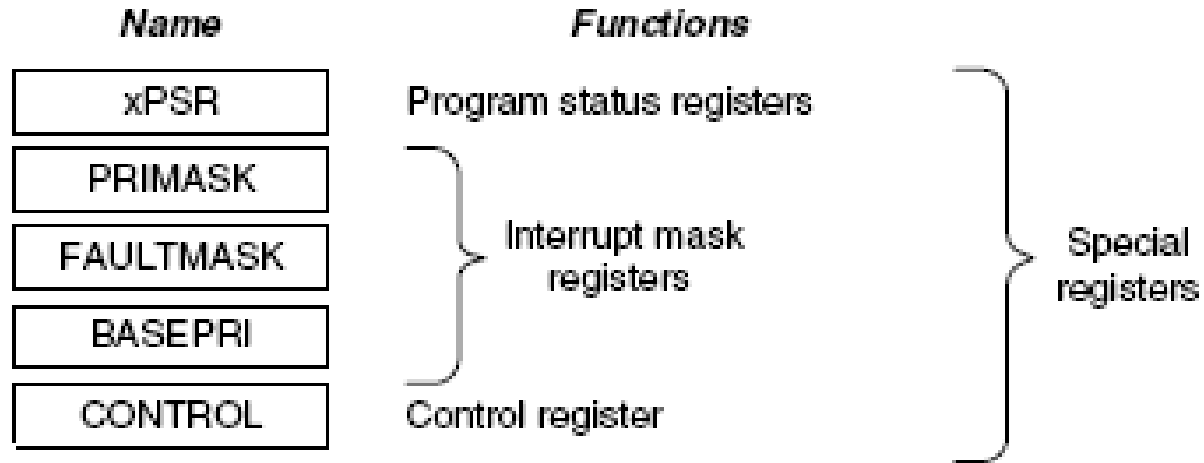 Name Functions
xPSR Program status registers
PRIMASK
FAULTMASK
BASEPRI
Interrupt mask
registers
CONTROL Control register
Special
registers